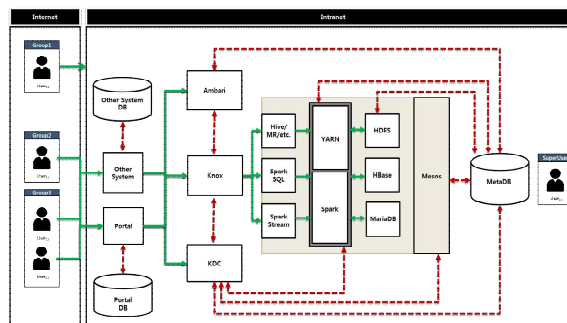 Internet
Intranet
Group1
Other System
DB
Ambari
Group2
Hive/
MR/etc.
YARN
HDFS
Other
System
Knox
Spark
SQL
HBase
Mesos
MetaDB
SuperUser
Group3
Portal
Spark
Spark
Stream
MariaDB
KDC
Portal
DB